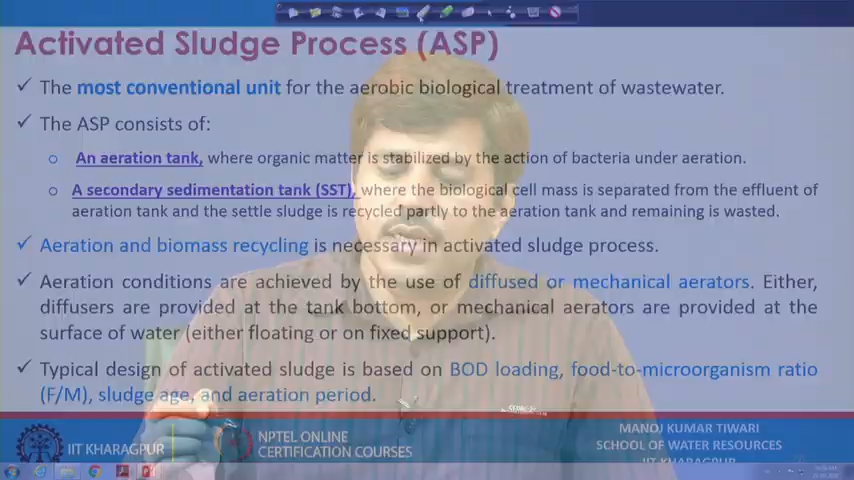 Activated Sludge Process (ASP)
✓ The most conventional unit for the aerobic biological treatment of wastewater.
✓ The ASP consists of:
o An aeration tank, where organic matter is stabilized by the action of bacteria under aeration.
o A secondary sedimentation tank (SST), where the biological cell mass is separated from the effluent of
aeration tank and the settle sludge is recycled partly to the aeration tank and remaining is wasted.
✓ Aeration and biomass recycling is necessary in activated sludge process.
✓ Aeration conditions are achieved by the use of diffused or mechanical aerators. Either,
diffusers are provided at the tank bottom, or mechanical aerators are provided at the
surface of water (either floating or on fixed support).
✓ Typical design of activated sludge is based on BOD loading, food-to-microorganism ratio
(F/M), sludge age, and aeration period.
IIT KHARAGPUR
NPTEL ONLINE
CERTIFICATION COURSES
MANOJ KUMAR TIWARI
SCHOOL OF WATER RESOURCES
IIT KHARAGPUR